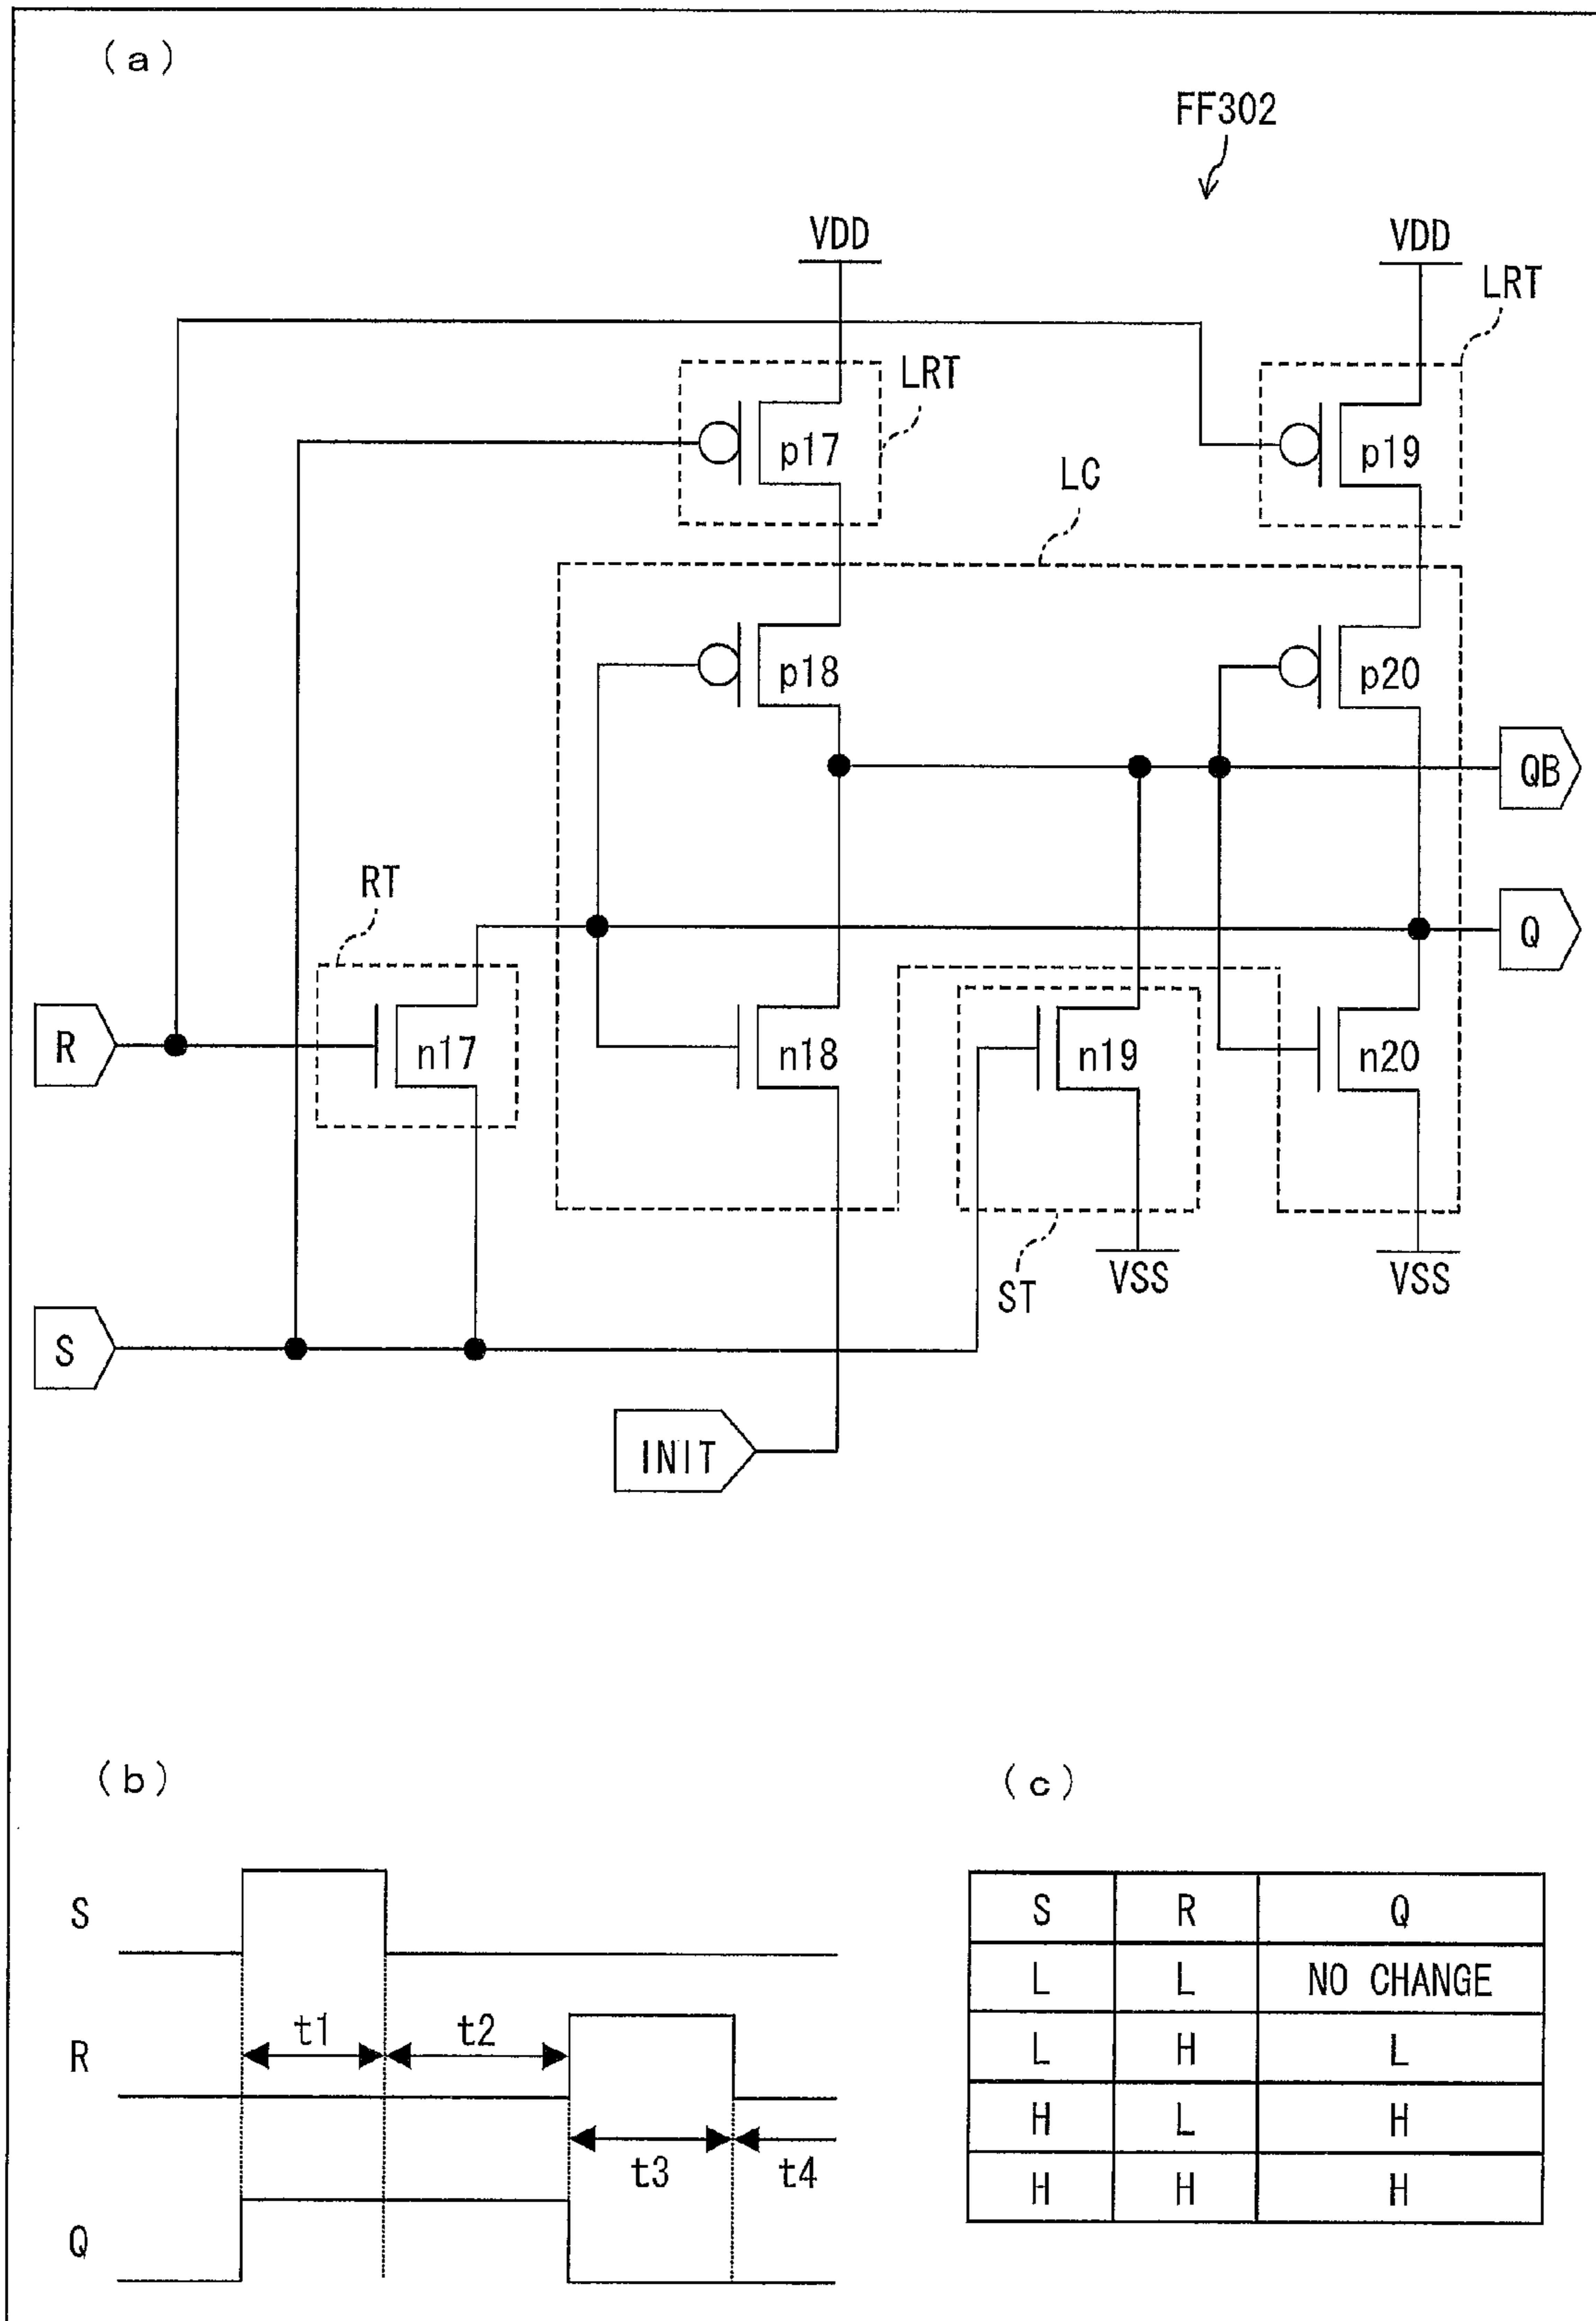 (a)
FF302
VDD
VDD
LRT
LRT
p17
p19
LC
p18
p20
QB
RT
Q
R
n17
n18
n19
n20
ST
VSS
VSS
S
INIT
(b)
(c)
S
t1
t2
R
t3
t4
Q
S R Q
L L NO CHANGE
L H L
H L H
H H H